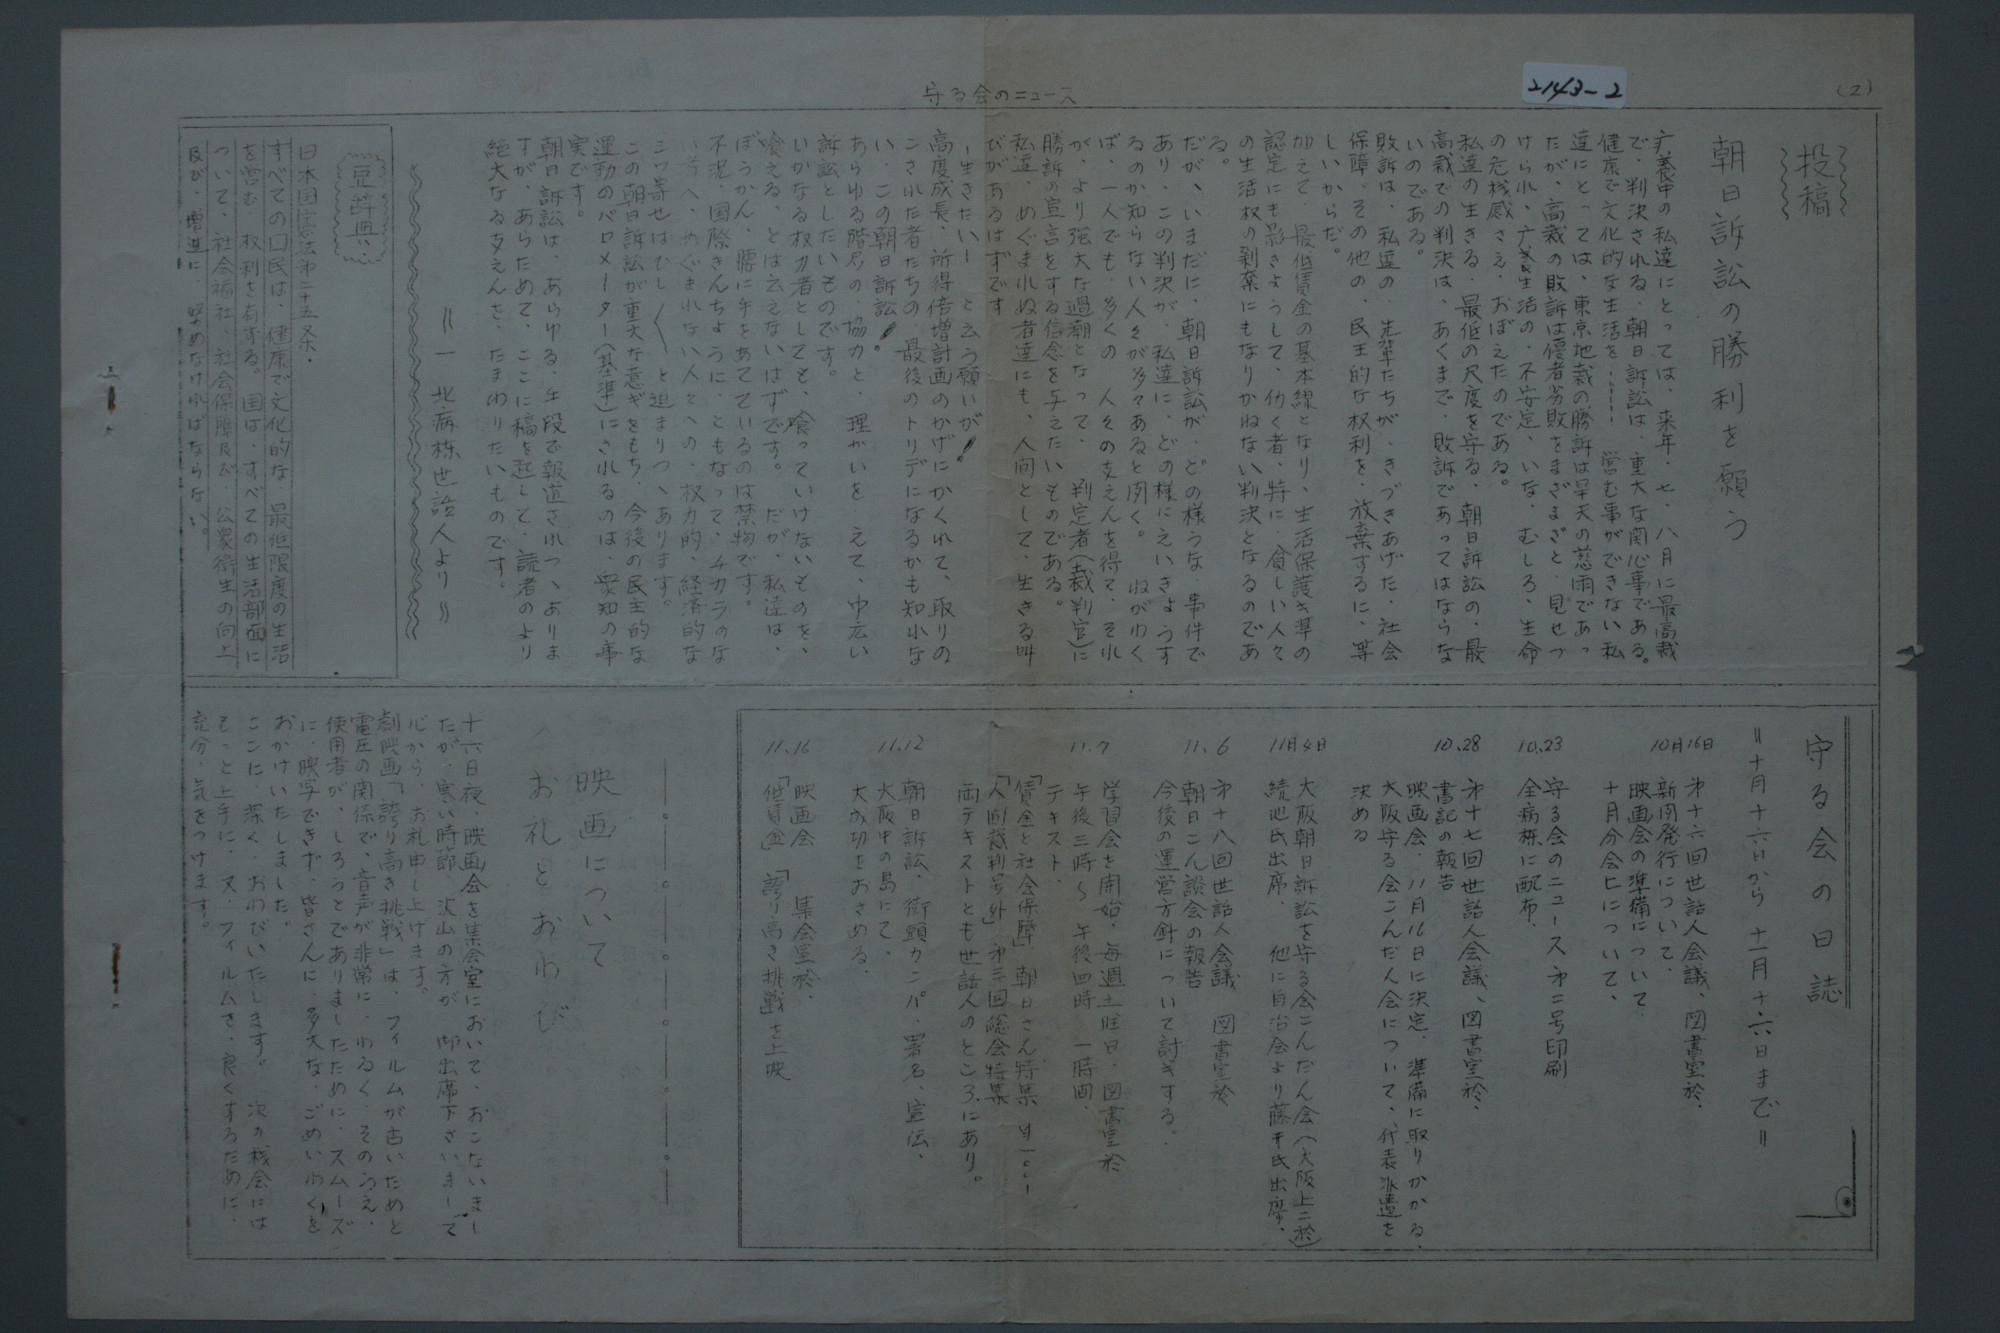 (2)
守る会のニュース
2143-2
投稿
朝日訴訟の勝利を願う
疒養中の私達にとっては、来年・七、八月に最高裁
で、判決される、朝日訴訟は、重大な関心事である。
健康で文化的な生活を……営む事ができない私
達にとっては、東京地裁の勝訴は旱天の慈雨であっ
たが、高裁の敗訴は優者劣敗をまざまざと、見せつ
けられ、疒養生活の、不安定、いな、むしろ、生命
の危機感さえ、おぼえたのである。
私達の生きる、最低の尺度を守る、朝日訴訟の、最
高裁での判決は、あくまで、敗訴であってはならな
いのである。
敗訴は、私達の、先輩たちが、きづきあげた、社会
保障、その他の、民主的な権利を、放棄するに、等
しいからだ。
加えて、最低賃金の基本線となり、生活保護キ準の
認定にも影きようして、仂く者、特に、貧しい人々
の生活权の剥奪にもなりかねない判決となるのであ
る。
だが、いまだに、朝日訴訟が、どの様うな、事件で
あり、この判決が、私達に、どの様にえいきょうす
るのか知らない人々が多々あると聞く。ねがわく
ば、一人でも、多くの人々の支えんを得て、それ
が、より強大な過潮となって、判定者(裁判官)に
勝訴の宣言をする信念を与えたいものである。
私達、めぐまれぬ者達にも、人间として、生きる叫
びがあるはずです
ー生きたいー と云う願いが!
高度成長、所得倍増計画のかげにかくれて、取りの
こされた者たちの、最後のトリデになるかも知れな
い、この朝日訴訟!。
あらゆる階层の、協力と、理かいを、えて、巾広い
訴訟としたいものです。
いかなる权力者としても、喰っていけないものを、
喰える、とは云えないはずです。だが、私達は、
ぼうかん、腰に手をあてているのは禁物です。
不況、国際きんちょうに、ともなって、チカラのな
い者へ、めぐまれない人々への、权力的、経済的な
シワ寄せはひし〱と迫まりつゝあります。
この朝日訴訟が重大な意ぎをもち、今後の民主的な
運動のバロメーター(基準)にされるのは、衆知の事
実です。
朝日訴訟は、あらゆる、手段で報道されつゝありま
すが、あらためて、ここに稿を起して、読者のより
絶大なる支えんを、たまわりたいものです。
=一 北病棟世話人より=
豆辞典
日本国憲法第二十五条・
すべての国民は、健康で文化的な、最低限度の生活
を営む、权利を有する。国は、すべての生活部面に
ついて、社会福祉、社会保障及び、公衆衛生の向上
及び、増進に、努めなければならない。
守る会の日誌
=十月十六日から十一月十六日まで=
10月16日 第十六回世話人会議、図書室於、
新闻発行について、
映画会の準備について
十月分会ヒについて、
10.23 守る会のニュース第二号印刷
全病棟に配布、
10.28 第十七回世話人会議、図書室於、
書記の報告
映画会、11月16日に決定、準備に取りかかる、
大阪守る会こんだん会について、代表派遣を
決める
11月4日 大阪朝日訴訟を守る会こんだん会(大阪上二於)
続池氏出席、他に自治会より藤平氏出席、
11.6 第十八回世話人会議 図書室於
朝日こん談会の報告
今後の運営方針について討ギする。
11.7 学習会を開始、毎週土旺日、図書室於
午後三時〜午後四時 一時间、
テキスト、
「賃金と社会保障」朝日さん特集
「人间裁判号外」第三回総会特集
両テキストとも世話人のところにあり。
11.12 朝日訴訟、街頭カンパ、署名、宣伝、
大阪中の島にて、
大成功をおさめる、
11.16 映画会 集会室於、
「低賃金」「誇り高き挑戦」を上映
映画について
お礼とおわび
十六日夜、映画会を集会室において、おこないまし
たが、寒い時節、沢山の方が御出席下さいまして
心から、お礼申し上げます。
劇映画「誇り高き挑戦」は、フィルムが古いためと
電圧の関係で、音声が非常に、わるく、そのうえ、
使用者が、しろうとでありましたために、スムーズ
に、映写できず、皆さんに、多大な、ごめいわくを
おかけいたしました。
ここに、深く、おわびいたします。次の機会には
もっと上手に、又、フィルムを、良くするために、
充分、気をつけます。